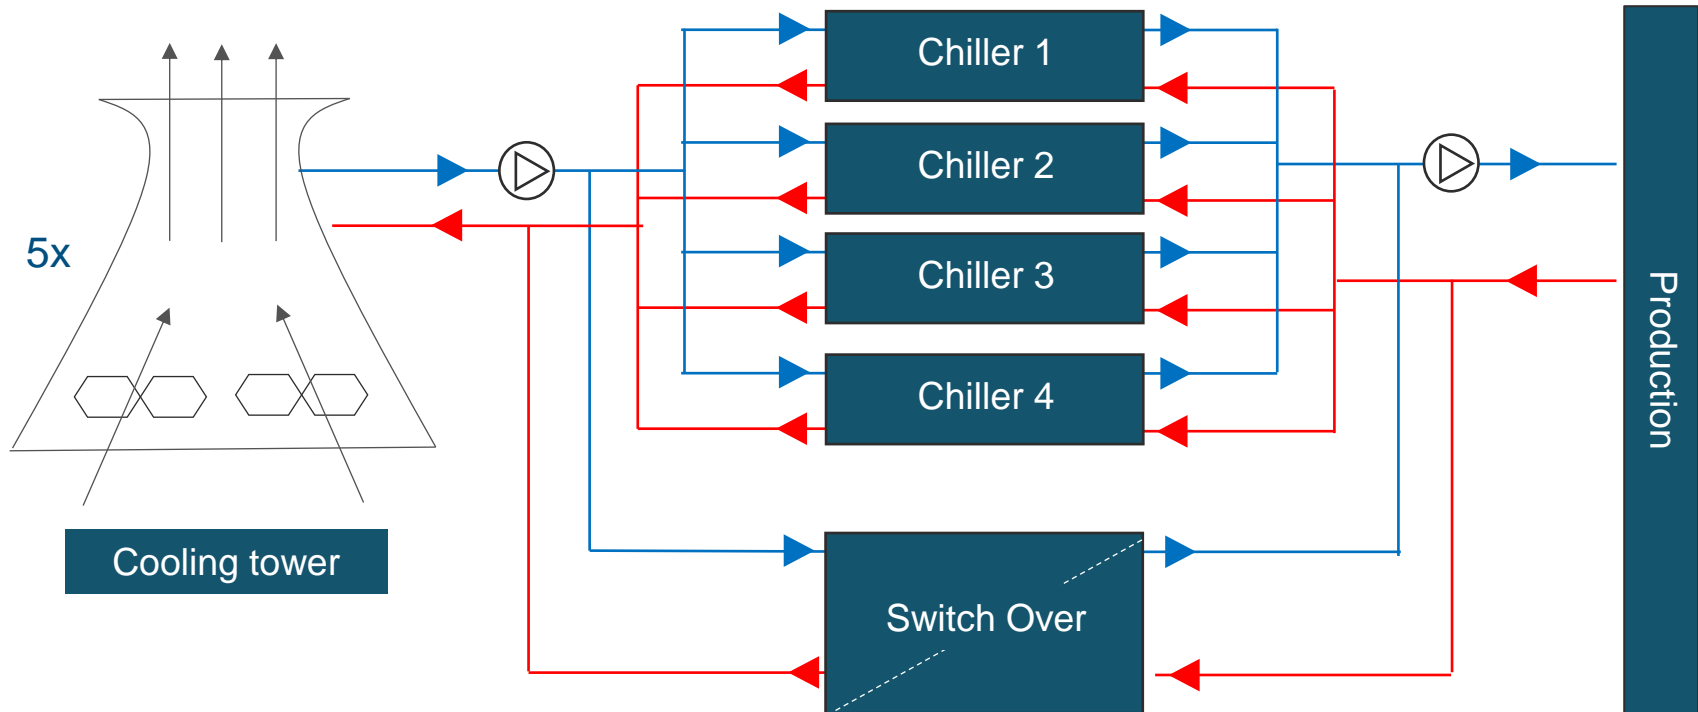 Chiller 1
Chiller 2
5x
Chiller 3
Chiller 4
Production
Cooling tower
Switch Over